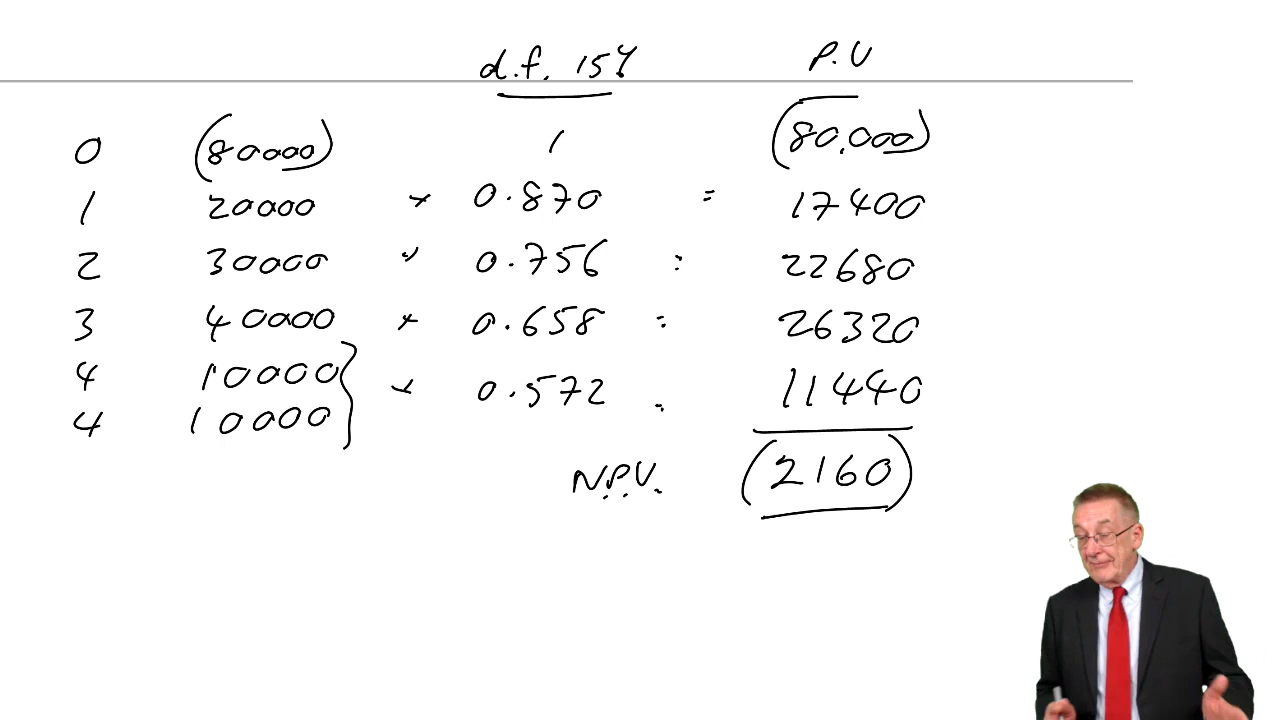 d.f. 15% P.V
0 (80000) 1 (80,000)
1 20000 × 0.870 = 17400
2 30000 × 0.756 = 22680
3 40000 × 0.658 = 26320
4 10000 } × 0.572 = 11440
4 10000
N.P.V. (2160)